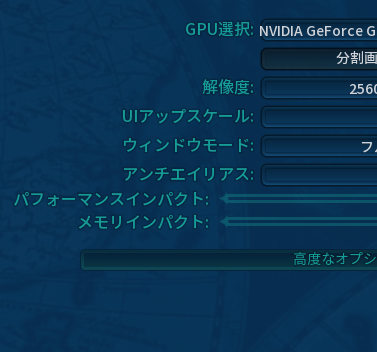 GPU選択: NVIDIA GeForce G
分割画
解像度: 2560
UIアップスケール:
ウィンドウモード: フ
アンチエイリアス:
パフォーマンスインパクト:
メモリインパクト:
高度なオプシ